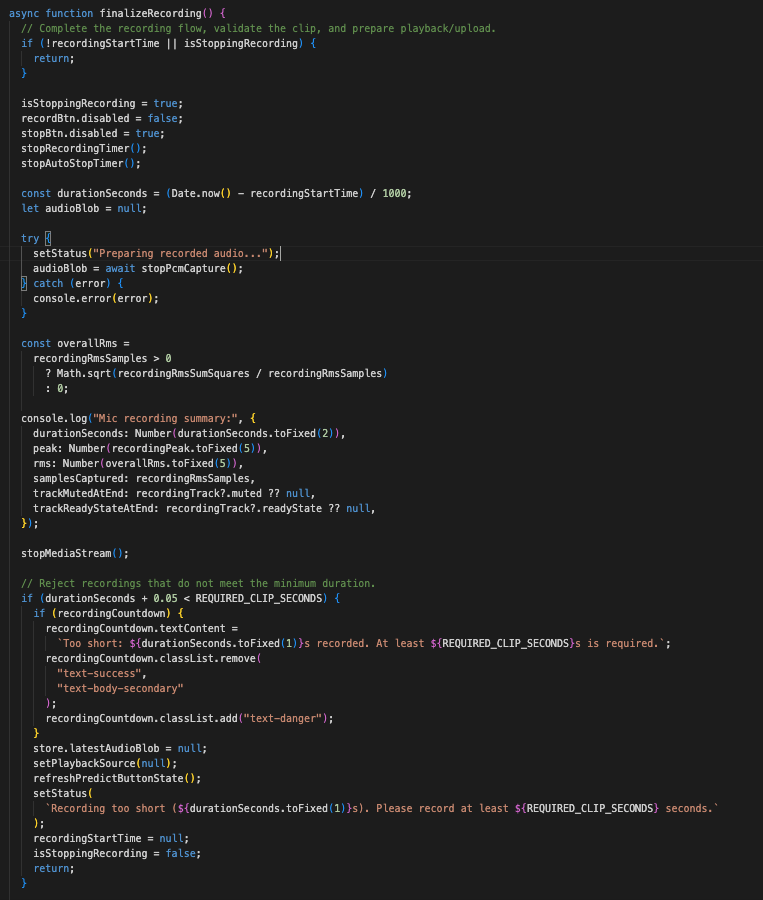 async function finalizeRecording() {
// Complete the recording flow, validate the clip, and prepare playback/upload.
if (!recordingStartTime || isStoppingRecording) {
return;
}
isStoppingRecording = true;
recordBtn.disabled = false;
stopBtn.disabled = true;
stopRecordingTimer();
stopAutoStopTimer();
const durationSeconds = (Date.now() - recordingStartTime) / 1000;
let audioBlob = null;
try {
setStatus("Preparing recorded audio...");
audioBlob = await stopPcmCapture();
} catch (error) {
console.error(error);
}
const overallRms =
recordingRmsSamples > 0
? Math.sqrt(recordingRmsSumSquares / recordingRmsSamples)
: 0;
console.log("Mic recording summary:", {
durationSeconds: Number(durationSeconds.toFixed(2)),
peak: Number(recordingPeak.toFixed(5)),
rms: Number(overallRms.toFixed(5)),
samplesCaptured: recordingRmsSamples,
trackMutedAtEnd: recordingTrack?.muted ?? null,
trackReadyStateAtEnd: recordingTrack?.readyState ?? null,
});
stopMediaStream();
// Reject recordings that do not meet the minimum duration.
if (durationSeconds + 0.05 < REQUIRED_CLIP_SECONDS) {
if (recordingCountdown) {
recordingCountdown.textContent =
`Too short: ${durationSeconds.toFixed(1)}s recorded. At least ${REQUIRED_CLIP_SECONDS}s is required.`;
recordingCountdown.classList.remove(
"text-success",
"text-body-secondary"
);
recordingCountdown.classList.add("text-danger");
}
store.latestAudioBlob = null;
setPlaybackSource(null);
refreshPredictButtonState();
setStatus(
`Recording too short (${durationSeconds.toFixed(1)}s). Please record at least ${REQUIRED_CLIP_SECONDS} seconds.`
);
recordingStartTime = null;
isStoppingRecording = false;
return;
}